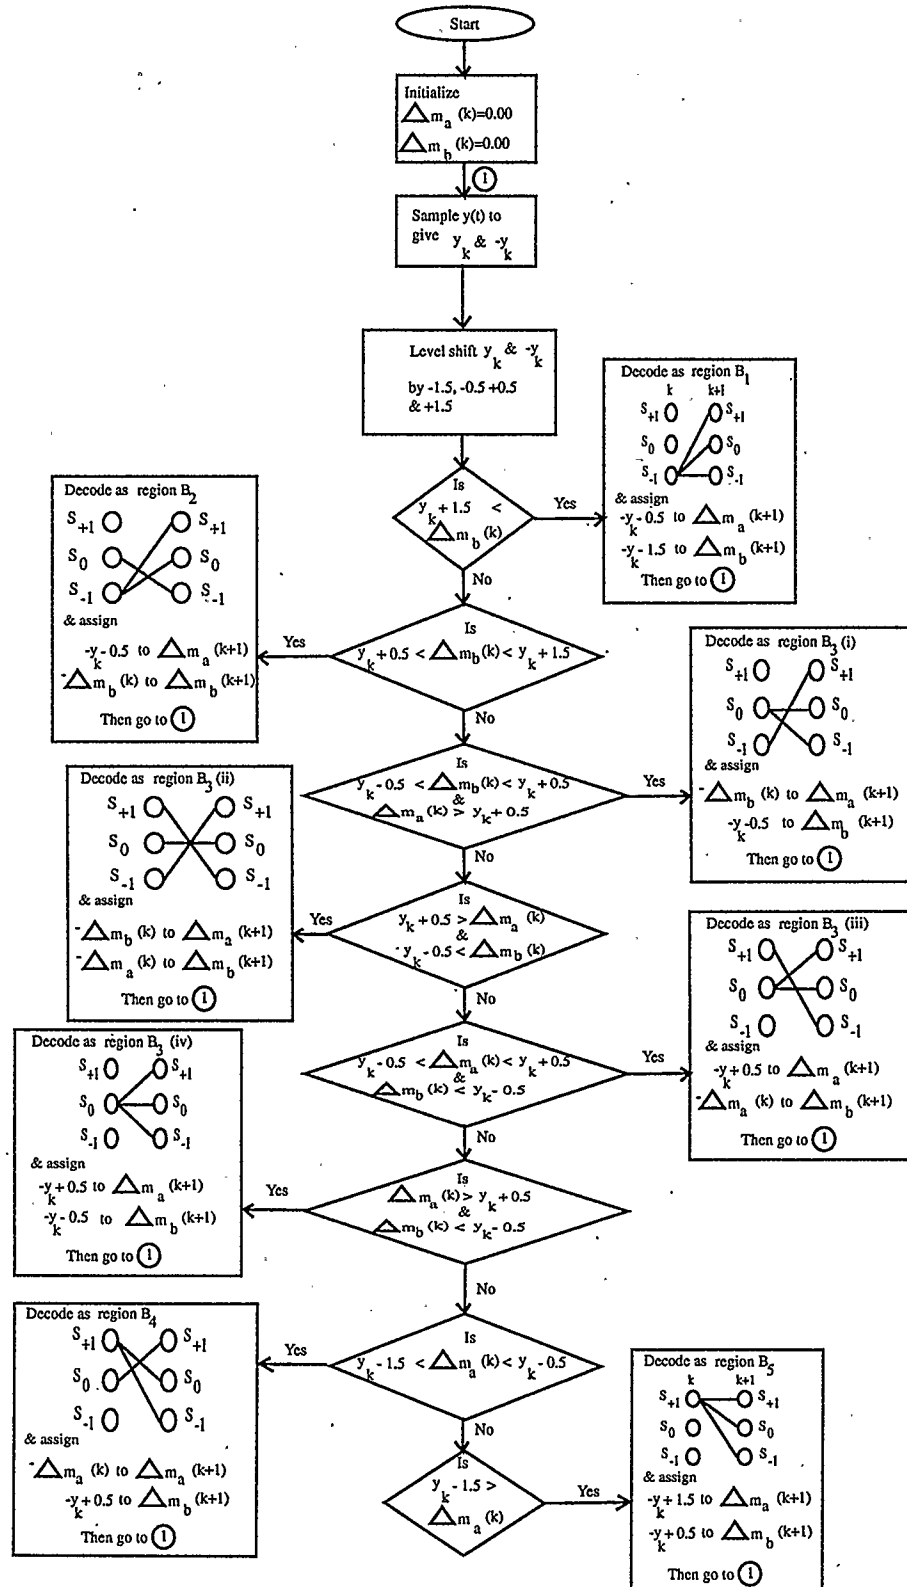 Start
Initialize
△ m_a (k)=0.00
△ m_b (k)=0.00
1
Sample y(t) to
give y_k & -y_k
Level shift y_k & -y_k
by -1.5, -0.5 +0.5
& +1.5
Is
y_k + 1.5 <
△ m_b (k)
Yes
No
Decode as region B_1
k k+1
S_+1 S_+1
S_0 S_0
S_-1 S_-1
& assign
-y_k - 0.5 to △ m_a (k+1)
-y_k - 1.5 to △ m_b (k+1)
Then go to 1
Is
y_k + 0.5 < △ m_b (k) < y_k + 1.5
Yes
No
Decode as region B_2
S_+1 S_+1
S_0 S_0
S_-1 S_-1
& assign
-y_k - 0.5 to △ m_a (k+1)
-△ m_b (k) to △ m_b (k+1)
Then go to 1
Is
y_k - 0.5 < △ m_b (k) < y_k + 0.5
&
△ m_a (k) > y_k + 0.5
Yes
No
Decode as region B_3 (i)
S_+1 S_+1
S_0 S_0
S_-1 S_-1
& assign
-△ m_b (k) to △ m_a (k+1)
-y_k -0.5 to △ m_b (k+1)
Then go to 1
Is
y_k + 0.5 > △ m_a (k)
&
y_k - 0.5 < △ m_b (k)
Yes
No
Decode as region B_3 (ii)
S_+1 S_+1
S_0 S_0
S_-1 S_-1
& assign
-△ m_b (k) to △ m_a (k+1)
-△ m_a (k) to △ m_b (k+1)
Then go to 1
Is
y_k - 0.5 < △ m_a (k) < y_k + 0.5
&
△ m_b (k) < y_k - 0.5
Yes
No
Decode as region B_3 (iii)
S_+1 S_+1
S_0 S_0
S_-1 S_-1
& assign
-y_k + 0.5 to △ m_a (k+1)
-△ m_a (k) to △ m_b (k+1)
Then go to 1
Is
△ m_a (k) > y_k + 0.5
&
△ m_b (k) < y_k - 0.5
Yes
No
Decode as region B_3 (iv)
S_+1 S_+1
S_0 S_0
S_-1 S_-1
& assign
-y_k + 0.5 to △ m_a (k+1)
-y_k - 0.5 to △ m_b (k+1)
Then go to 1
Is
y_k - 1.5 < △ m_a (k) < y_k - 0.5
Yes
No
Decode as region B_4
S_+1 S_+1
S_0 S_0
S_-1 S_-1
& assign
-△ m_a (k) to △ m_a (k+1)
-y_k + 0.5 to △ m_b (k+1)
Then go to 1
Is
y_k - 1.5 >
△ m_a (k)
Yes
Decode as region B_5
k k+1
S_+1 S_+1
S_0 S_0
S_-1 S_-1
& assign
-y_k + 1.5 to △ m_a (k+1)
-y_k + 0.5 to △ m_b (k+1)
Then go to 1